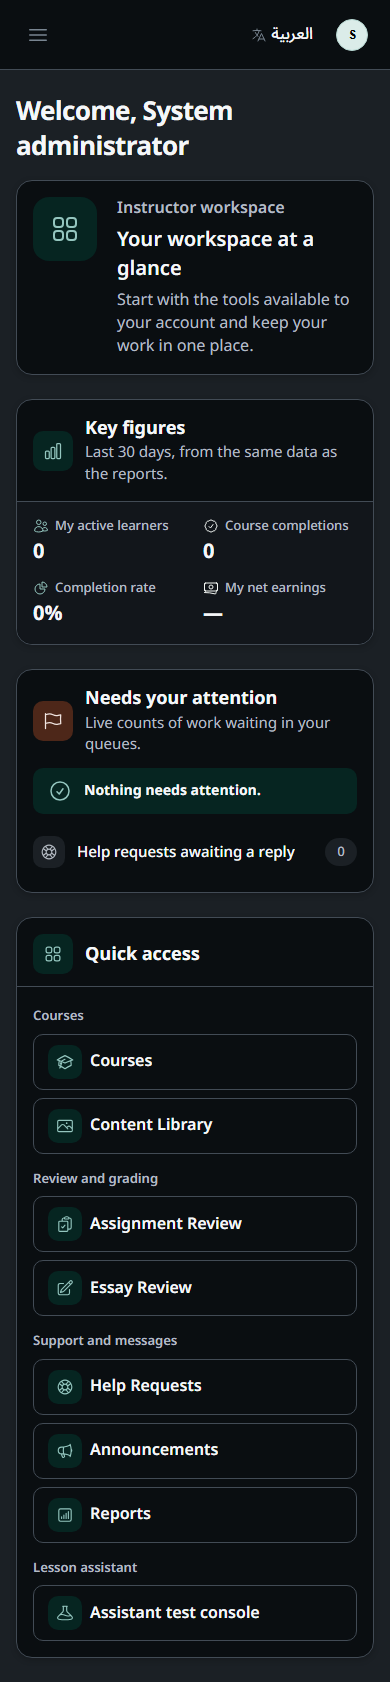 العربية
S
Welcome, System
administrator
Instructor workspace
Your workspace at a
glance
Start with the tools available to
your account and keep your
work in one place.
Key figures
Last 30 days, from the same data as
the reports.
My active learners
0
Course completions
0
Completion rate
0%
My net earnings
—
Needs your attention
Live counts of work waiting in your
queues.
Nothing needs attention.
Help requests awaiting a reply
0
Quick access
Courses
Courses
Content Library
Review and grading
Assignment Review
Essay Review
Support and messages
Help Requests
Announcements
Reports
Lesson assistant
Assistant test console